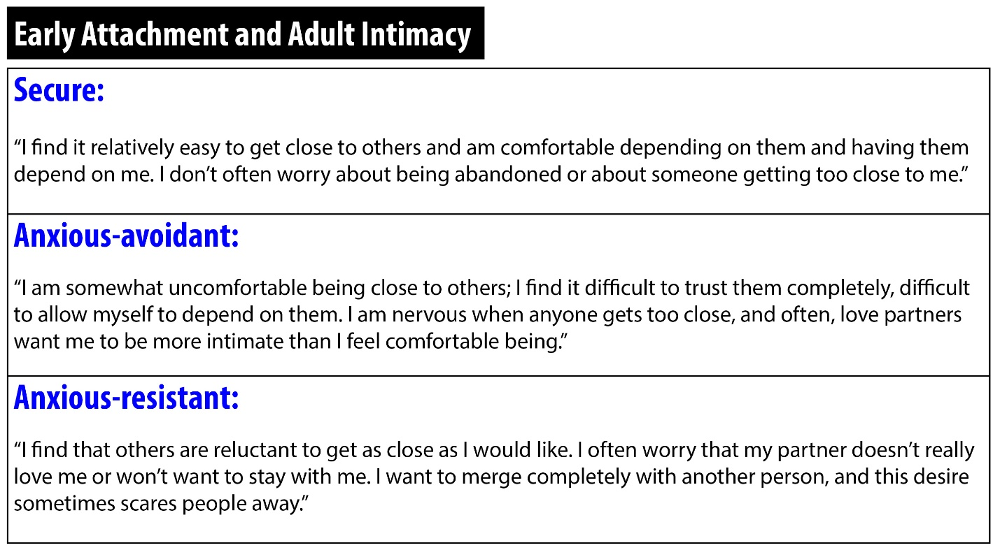 Early Attachment and Adult Intimacy
Secure:
“I find it relatively easy to get close to others and am comfortable depending on them and having them
depend on me. I don’t often worry about being abandoned or about someone getting too close to me.”
Anxious-avoidant:
“I am somewhat uncomfortable being close to others; I find it difficult to trust them completely, difficult
to allow myself to depend on them. I am nervous when anyone gets too close, and often, love partners
want me to be more intimate than I feel comfortable being.”
Anxious-resistant:
“I find that others are reluctant to get as close as I would like. I often worry that my partner doesn’t really
love me or won’t want to stay with me. I want to merge completely with another person, and this desire
sometimes scares people away.”